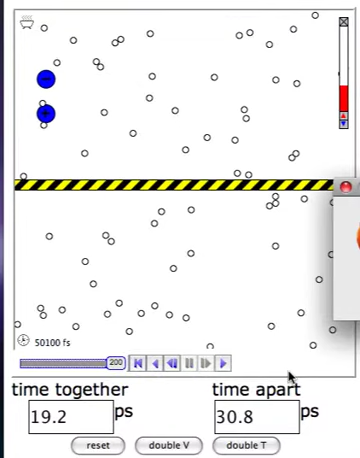 50100 fs
200
time together time apart
19.2 ps 30.8 ps
reset double V double T